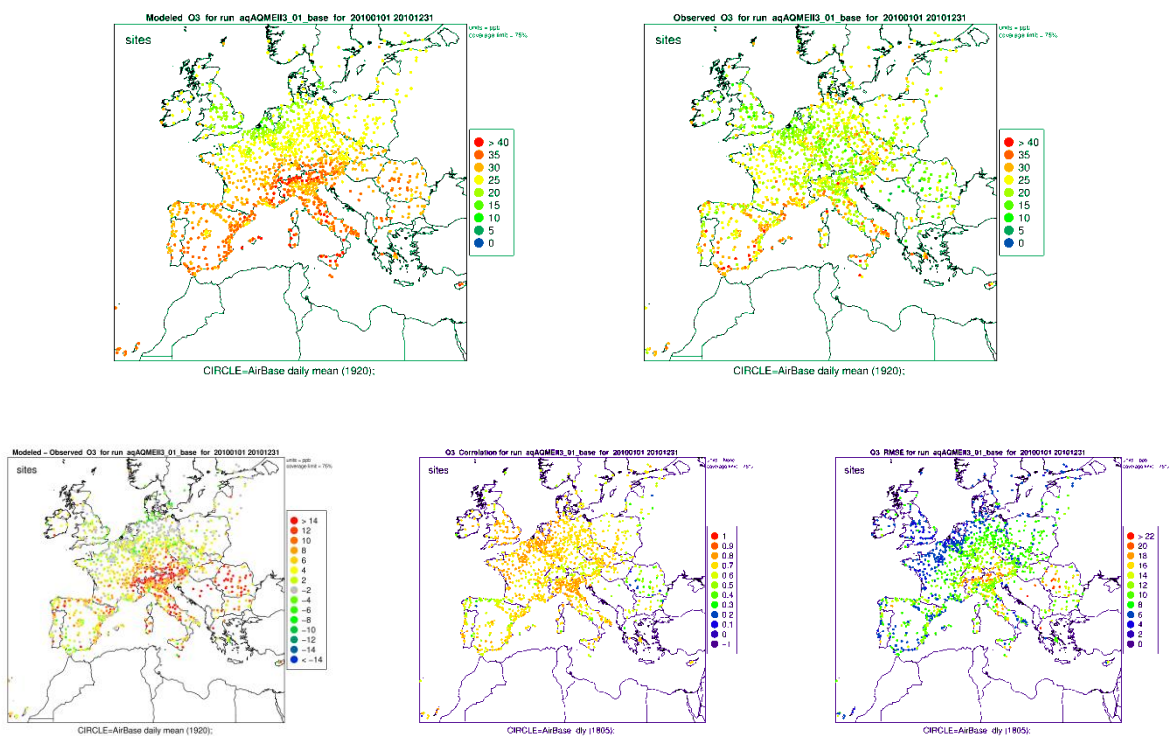 Modeled O3 for run aqAQMEII3_01_base for 20100101 20101231
units = ppb
coverage limit = 75%
sites
> 40
35
30
25
20
15
10
5
0
CIRCLE=AirBase daily mean (1920);
Observed O3 for run aqAQMEII3_01_base for 20100101 20101231
units = ppb
coverage limit = 75%
sites
> 40
35
30
25
20
15
10
5
0
CIRCLE=AirBase daily mean (1920);
Modeled - Observed O3 for run aqAQMEII3_01_base for 20100101 20101231
units = ppb
coverage limit = 75%
sites
> 14
12
10
8
6
4
2
-2
-4
-6
-8
-10
-12
-14
< -14
CIRCLE=AirBase daily mean (1920);
O3 Correlation for run aqAQMEII3_01_base for 20100101 20101231
sites
1
0.9
0.8
0.7
0.6
0.5
0.4
0.3
0.2
0.1
0
-1
CIRCLE=AirBase dly (1805);
O3 RMSE for run aqAQMEII3_01_base for 20100101 20101231
sites
> 22
20
18
16
14
12
10
8
6
4
2
0
CIRCLE=AirBase dly (1805);